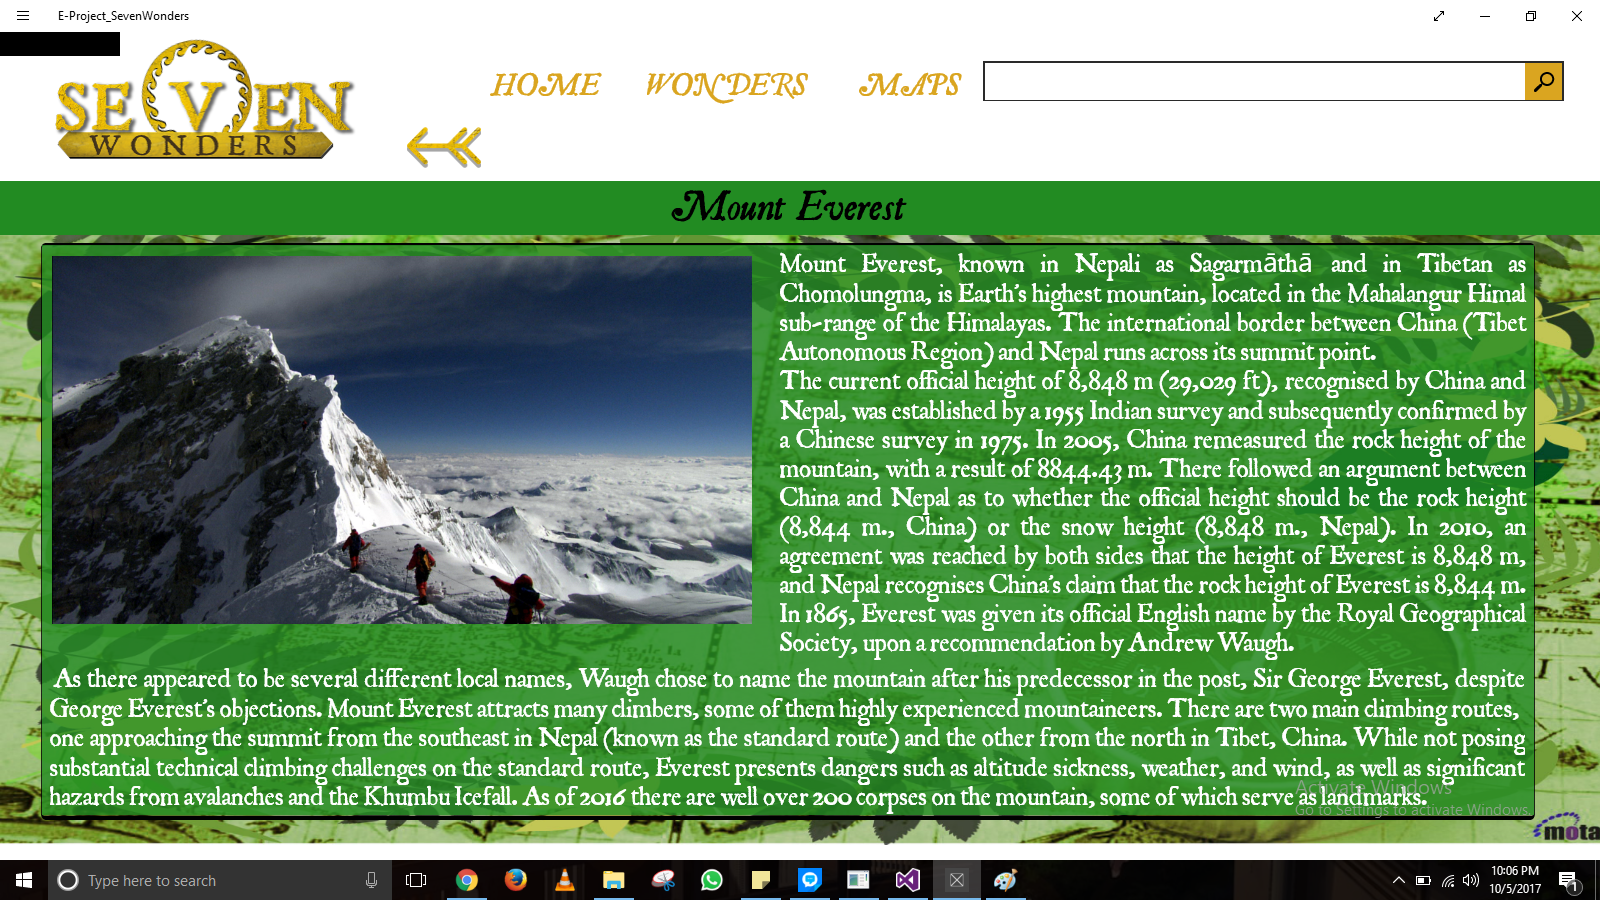 E-Project_SevenWonders
SEVEN
WONDERS
HOME WONDERS MAPS
Mount Everest
Mount Everest, known in Nepali as Sagarmāthā and in Tibetan as
Chomolungma, is Earth's highest mountain, located in the Mahalangur Himal
sub-range of the Himalayas. The international border between China (Tibet
Autonomous Region) and Nepal runs across its summit point.
The current official height of 8,848 m (29,029 ft), recognised by China and
Nepal, was established by a 1955 Indian survey and subsequently confirmed by
a Chinese survey in 1975. In 2005, China remeasured the rock height of the
mountain, with a result of 8844.43 m. There followed an argument between
China and Nepal as to whether the official height should be the rock height
(8,844 m., China) or the snow height (8,848 m., Nepal). In 2010, an
agreement was reached by both sides that the height of Everest is 8,848 m,
and Nepal recognises China's claim that the rock height of Everest is 8,844 m.
In 1865, Everest was given its official English name by the Royal Geographical
Society, upon a recommendation by Andrew Waugh.
As there appeared to be several different local names, Waugh chose to name the mountain after his predecessor in the post, Sir George Everest, despite
George Everest's objections. Mount Everest attracts many climbers, some of them highly experienced mountaineers. There are two main climbing routes,
one approaching the summit from the southeast in Nepal (known as the standard route) and the other from the north in Tibet, China. While not posing
substantial technical climbing challenges on the standard route, Everest presents dangers such as altitude sickness, weather, and wind, as well as significant
hazards from avalanches and the Khumbu Icefall. As of 2016 there are well over 200 corpses on the mountain, some of which serve as landmarks.
Activate Windows
Go to Settings to activate Windows.
mota
Type here to search
10:06 PM
10/5/2017
1